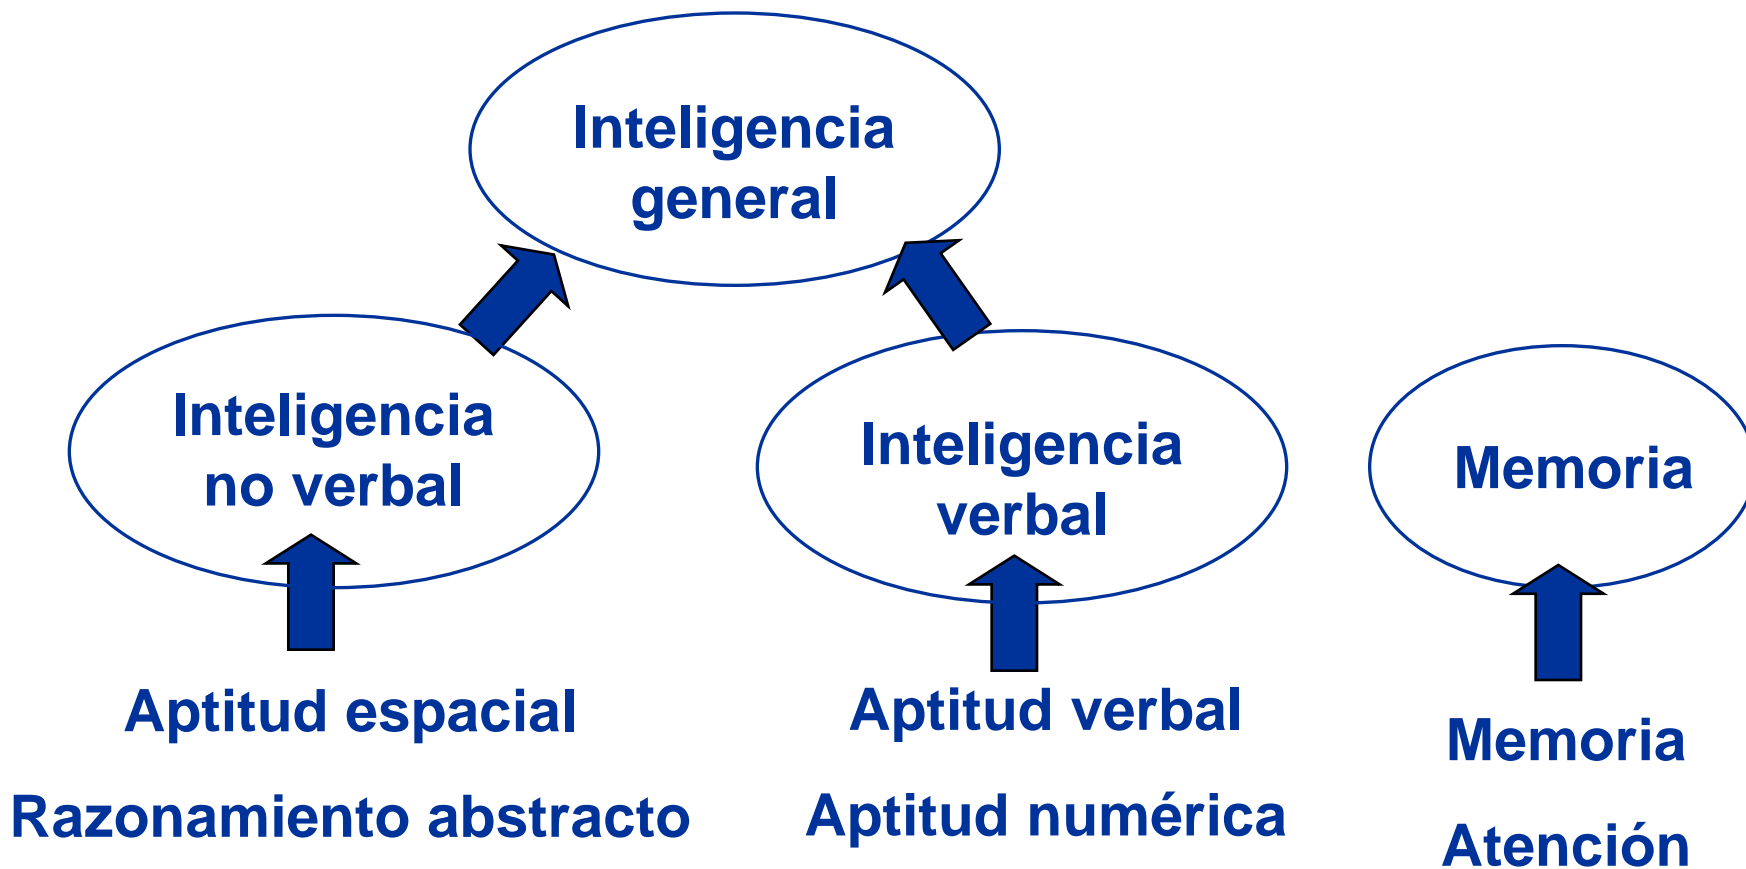 Inteligencia
general
Inteligencia
no verbal
Inteligencia
verbal
Memoria
Aptitud espacial
Razonamiento abstracto
Aptitud verbal
Aptitud numérica
Memoria
Atención